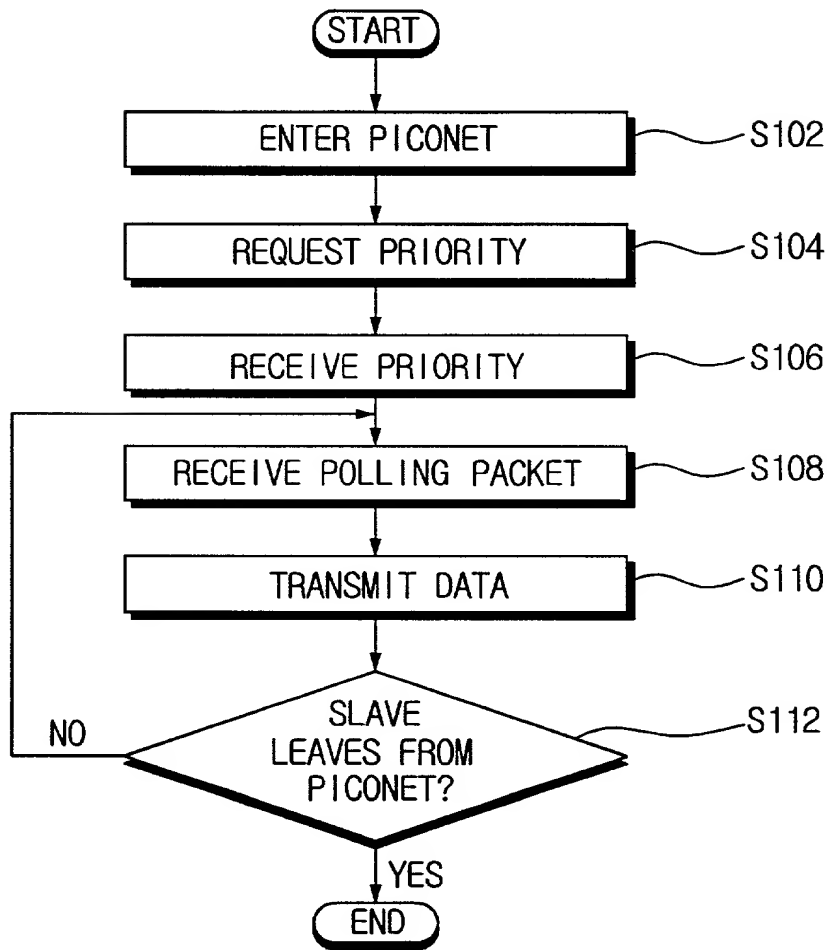 START
ENTER PICONET
S102
REQUEST PRIORITY
S104
RECEIVE PRIORITY
S106
RECEIVE POLLING PACKET
S108
TRANSMIT DATA
S110
SLAVE
LEAVES FROM
PICONET?
S112
NO
YES
END